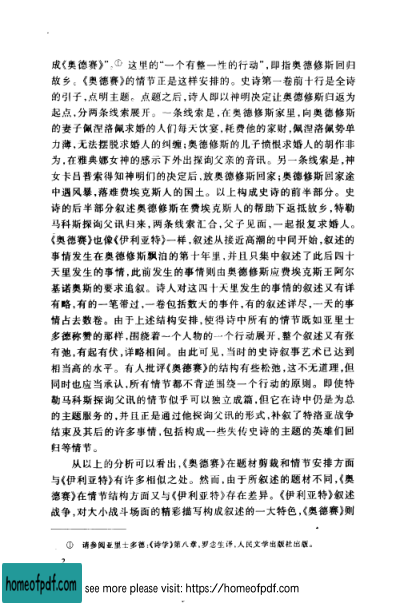 成《奥德赛》”。① 这里的“一个有整一性的行动”，即指奥德修斯回归
故乡。《奥德赛》的情节正是这样安排的。史诗第一卷前十行是全诗
的引子，点明主题。点题之后，诗人即以神明决定让奥德修斯归返为
起点，分两条线索展开。一条线索是，在奥德修斯家里，向奥德修斯
的妻子佩涅洛佩求婚的人们每天饮宴，耗费他的家财，佩涅洛佩势单
力薄，无法摆脱求婚人的纠缠；奥德修斯的儿子愤恨求婚人的胡作非
为，在雅典娜女神的感示下外出探询父亲的音讯。另一条线索是，神
女卡吕普索得知神明们的决定后，放奥德修斯回家；奥德修斯回家途
中遇风暴，落难费埃克斯人的国土。以上构成史诗的前半部分。史
诗的后半部分叙述奥德修斯在费埃克斯人的帮助下返抵故乡，特勒
马科斯探询父讯归来，两条线索汇合，父子见面，一起报复求婚人。
《奥德赛》也像《伊利亚特》一样，叙述从接近高潮的中间开始，叙述的
事情发生在奥德修斯飘泊的第十年里，并且只集中叙述了此后四十
天里发生的事情，此前发生的事情则由奥德修斯应费埃克斯王阿尔
基诺奥斯的要求追叙。诗人对这四十天里发生的事情的叙述又有详
有略，有的一笔带过，一卷包括数天的事件，有的叙述详尽，一天的事
情占去数卷。由于上述结构安排，使得诗中所有的情节既如亚里士
多德称赞的那样，围绕着一个人物的一个行动展开，整个叙述又有张
有弛，有起有伏，详略相间。由此可见，当时的史诗叙事艺术已达到
相当高的水平。有人批评《奥德赛》的结构有些松弛，这不无道理，但
同时也应当承认，所有情节都不背逆围绕一个行动的原则。即使特
勒马科斯探询父讯的情节似乎可以独立成篇，但它在诗中仍是为总
的主题服务的，并且正是通过他探询父讯的形式，补叙了特洛亚战争
结束及其后的许多事情，包括构成一些失传史诗的主题的英雄们回
归等情节。
从以上的分析可以看出，《奥德赛》在题材剪裁和情节安排方面
与《伊利亚特》有许多相似之处。然而，由于所叙述的题材不同，《奥
德赛》在情节结构方面又与《伊利亚特》存在差异。《伊利亚特》叙述
战争，对大小战斗场面的精彩描写构成叙述的一大特色，《奥德赛》则
① 请参阅亚里士多德：《诗学》第八章，罗念生译，人民文学出版社出版。
2
homeofpdf.com
see more please visit: https://homeofpdf.com